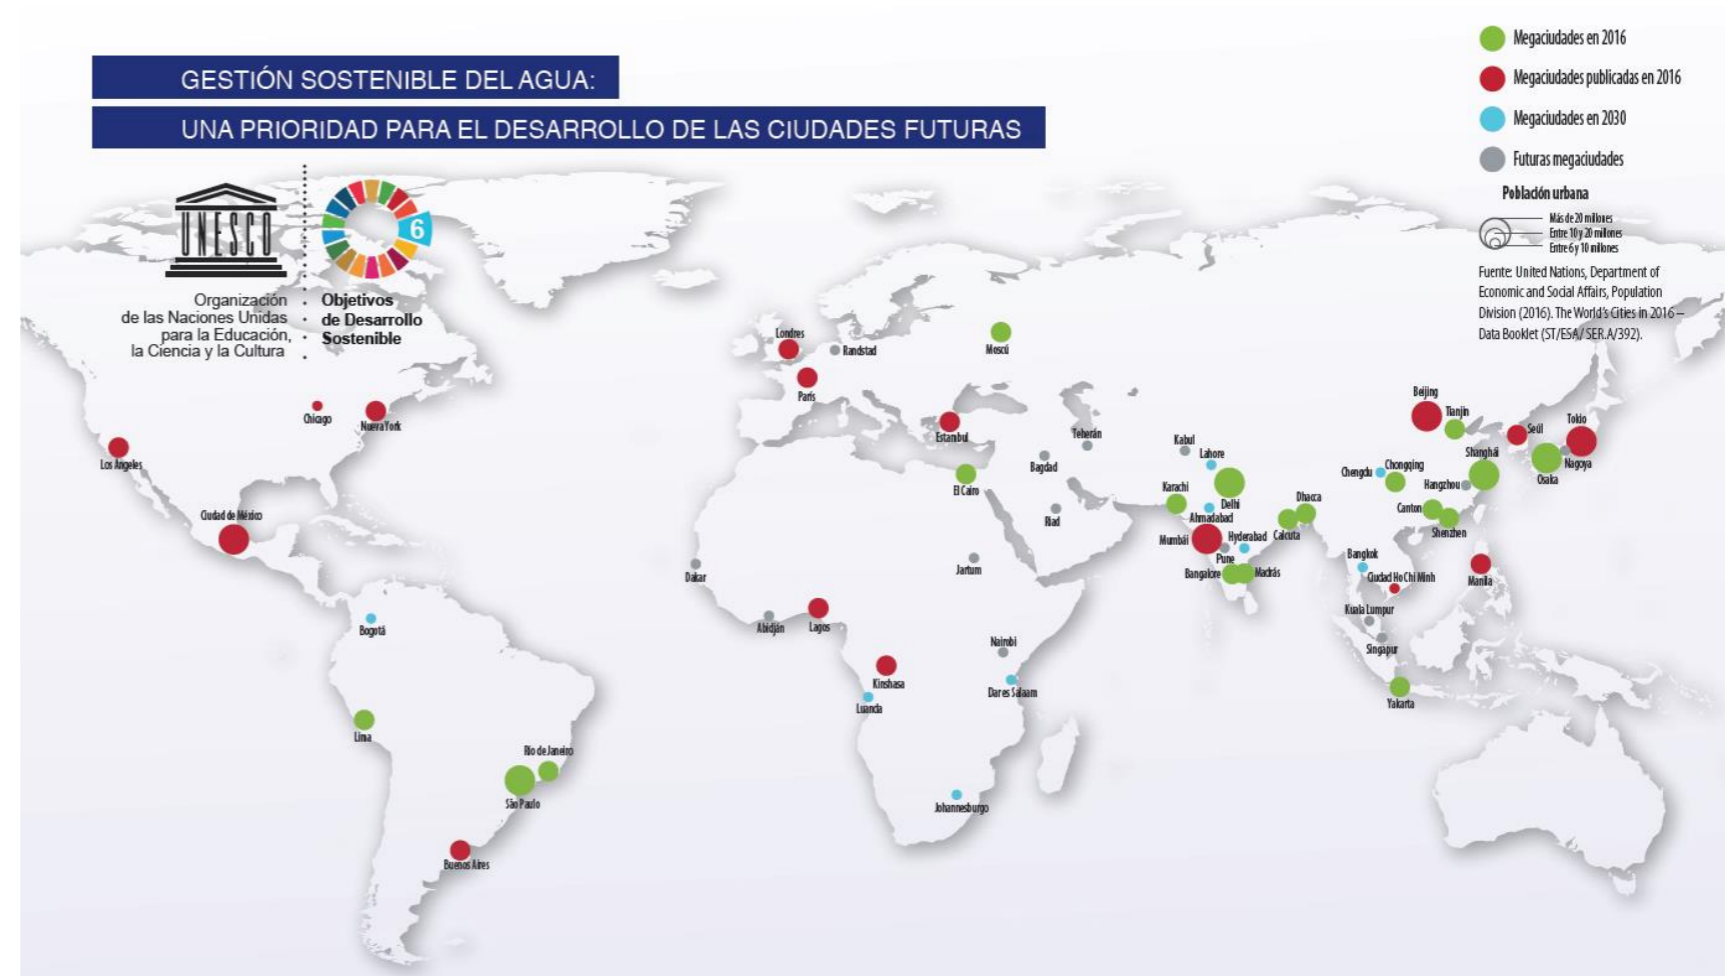 GESTIÓN SOSTENIBLE DEL AGUA:
UNA PRIORIDAD PARA EL DESARROLLO DE LAS CIUDADES FUTURAS
UNESCO
6
Organización
de las Naciones Unidas
para la Educación,
la Ciencia y la Cultura
Objetivos
de Desarrollo
Sostenible
Megaciudades en 2016
Megaciudades publicadas en 2016
Megaciudades en 2030
Futuras megaciudades
Población urbana
Más de 20 millones
Entre 10 y 20 millones
Entre 6 y 10 millones
Fuente: United Nations, Department of
Economic and Social Affairs, Population
Division (2016). The World's Cities in 2016 –
Data Booklet (ST/ESA/ SER.A/392).
Londres
Randstad
Moscú
París
Chicago
Nueva York
Los Ángeles
Estambul
Teherán
Bagdad
Kabul
Lahore
Beijing
Tianjin
Seúl
Tokio
Nagoya
Osaka
Shanghái
Chengdu
Chongqing
Hangzhou
El Cairo
Riad
Karachi
Delhi
Dhacca
Canton
Shenzhen
Ciudad de México
Ahmadabad
Mumbái
Hyderabad
Calcuta
Pune
Bangalore
Madrás
Bangkok
Ciudad Ho Chi Minh
Manila
Dakar
Jartum
Kuala Lumpur
Singapur
Bogotá
Abidján
Lagos
Nairobi
Kinshasa
Dar es Salaam
Luanda
Yakarta
Lima
Río de Janeiro
São Paulo
Johannesburgo
Buenos Aires